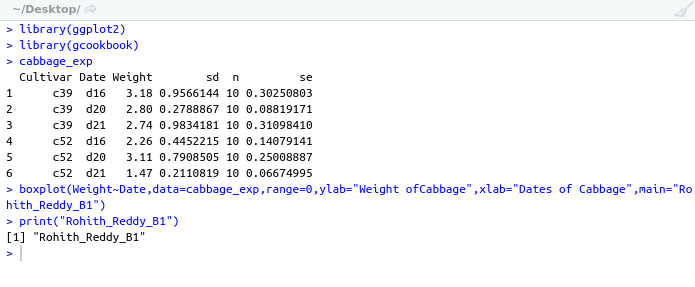 ~/Desktop/
> library(ggplot2)
> library(gcookbook)
> cabbage_exp
  Cultivar Date Weight        sd  n         se
1      c39  d16   3.18 0.9566144 10 0.30250803
2      c39  d20   2.80 0.2788867 10 0.08819171
3      c39  d21   2.74 0.9834181 10 0.31098410
4      c52  d16   2.26 0.4452215 10 0.14079141
5      c52  d20   3.11 0.7908505 10 0.25008887
6      c52  d21   1.47 0.2110819 10 0.06674995
> boxplot(Weight~Date,data=cabbage_exp,range=0,ylab="Weight ofCabbage",xlab="Dates of Cabbage",main="Ro
hith_Reddy_B1")
> print("Rohith_Reddy_B1")
[1] "Rohith_Reddy_B1"
>